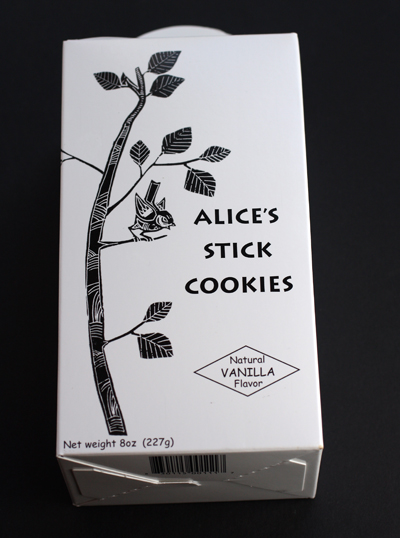 ALICE'S
STICK
COOKIES
Natural
VANILLA
Flavor
Net weight 8oz (227g)